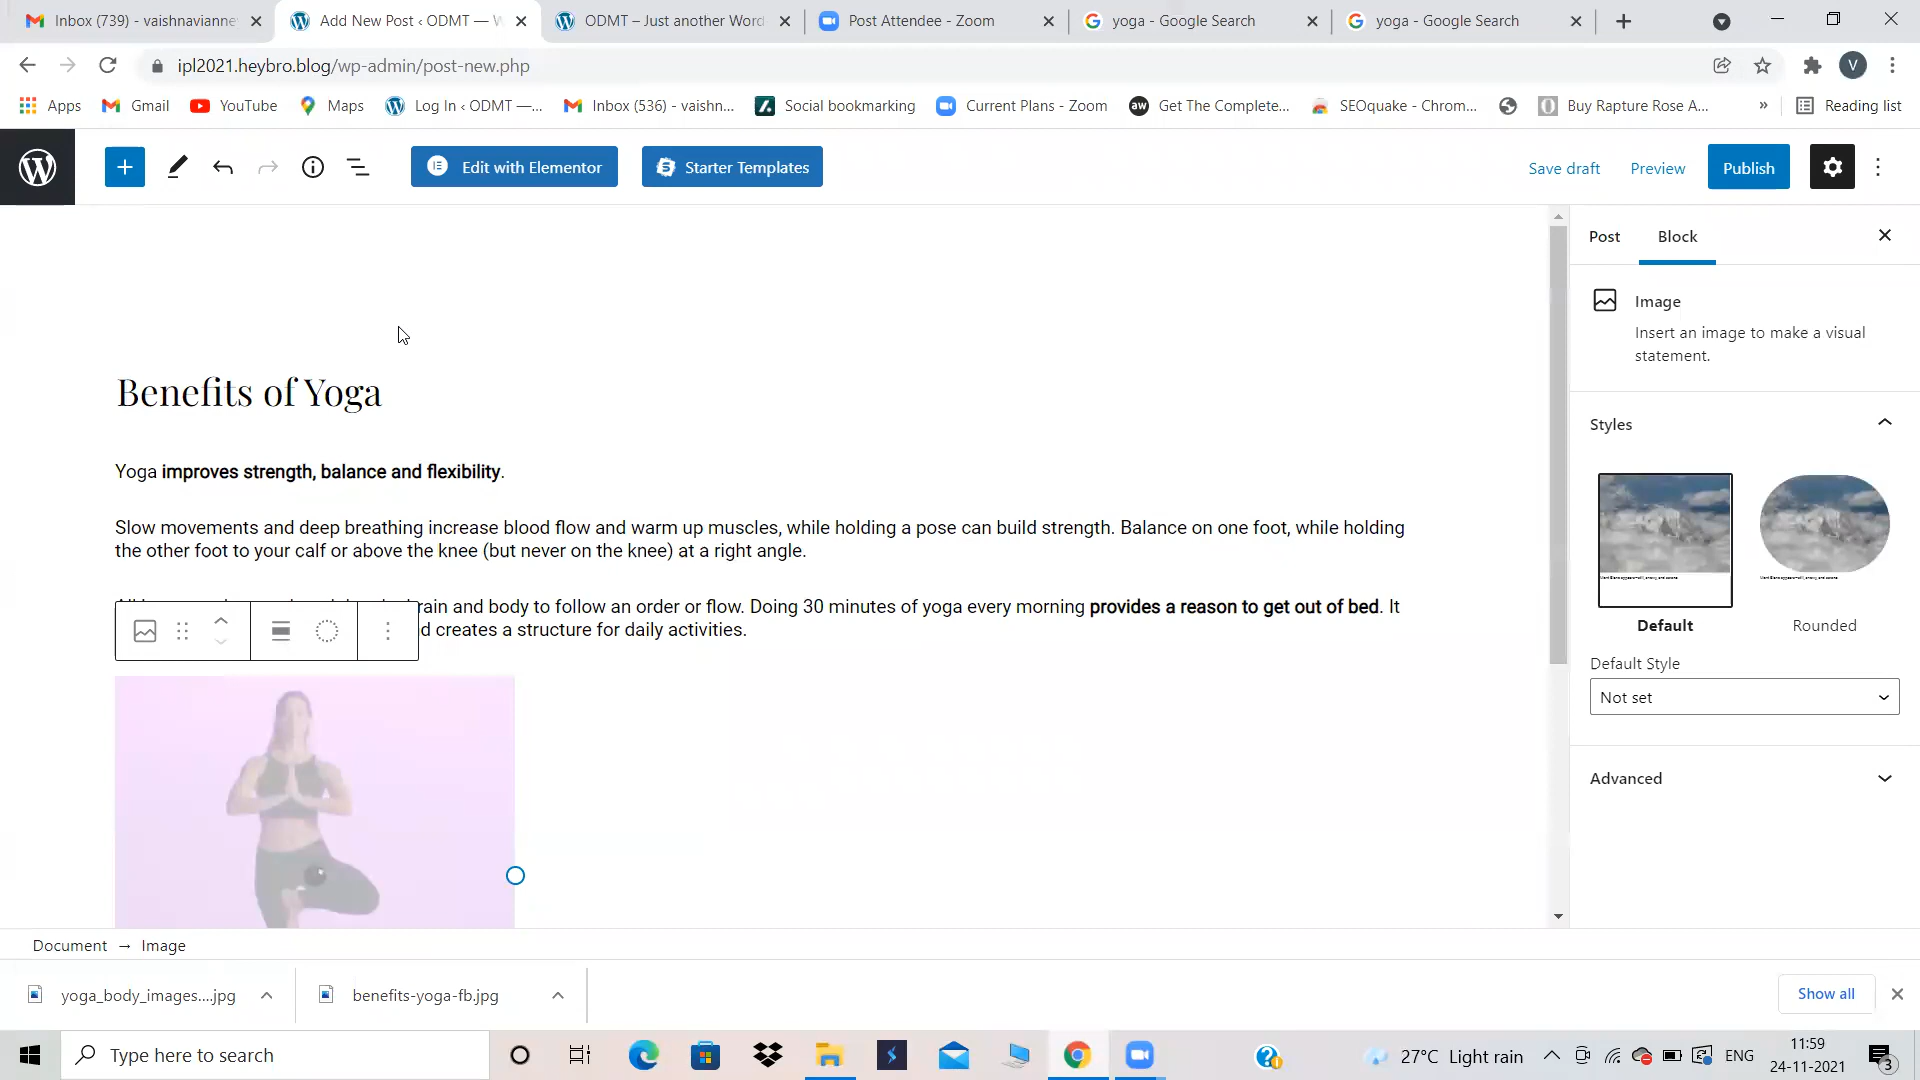 Inbox (739) - vaishnavianne
Add New Post ‹ ODMT — W
ODMT – Just another Word
Post Attendee - Zoom
yoga - Google Search
yoga - Google Search
ipl2021.heybro.blog/wp-admin/post-new.php
V
Apps
Gmail
YouTube
Maps
Log In ‹ ODMT —...
Inbox (536) - vaishn...
Social bookmarking
Current Plans - Zoom
aw
Get The Complete...
SEOquake - Chrom...
Buy Rapture Rose A...
»
Reading list
Edit with Elementor
Starter Templates
Save draft
Preview
Publish
Post
Block
Image
Insert an image to make a visual
statement.
Styles
Default
Rounded
Default Style
Not set
Advanced
Benefits of Yoga
Yoga improves strength, balance and flexibility.
Slow movements and deep breathing increase blood flow and warm up muscles, while holding a pose can build strength. Balance on one foot, while holding
the other foot to your calf or above the knee (but never on the knee) at a right angle.
and body to follow an order or flow. Doing 30 minutes of yoga every morning provides a reason to get out of bed. It
creates a structure for daily activities.
Document → Image
yoga_body_images....jpg
benefits-yoga-fb.jpg
Show all
Type here to search
27°C Light rain
ENG
11:59
24-11-2021
3